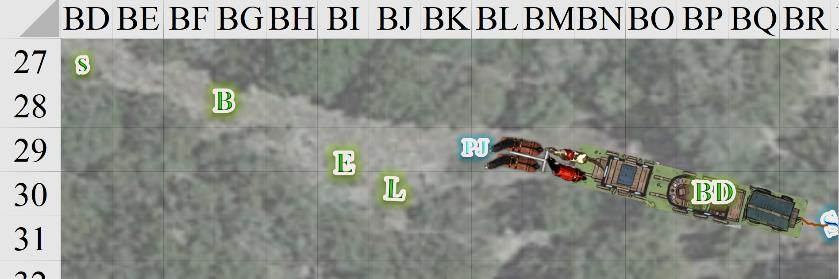 BD BE BF BG BH BI BJ BK BL BM BN BO BP BQ BR
27 S
28 B
29 E PJ
30 L BD
31